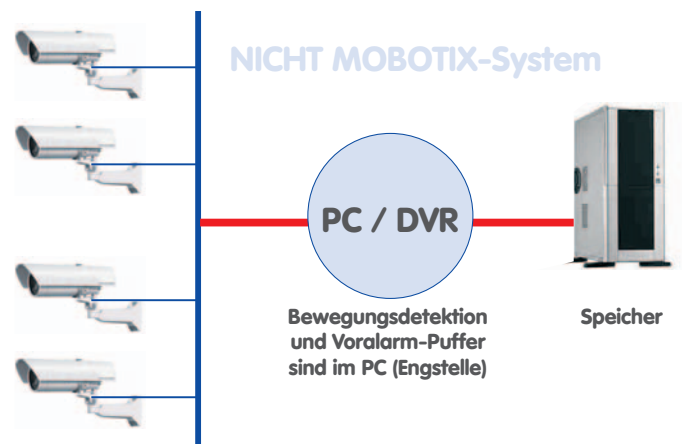 NICHT MOBOTIX-System
PC / DVR
Bewegungsdetektion
und Voralarm-Puffer
sind im PC (Engstelle)
Speicher